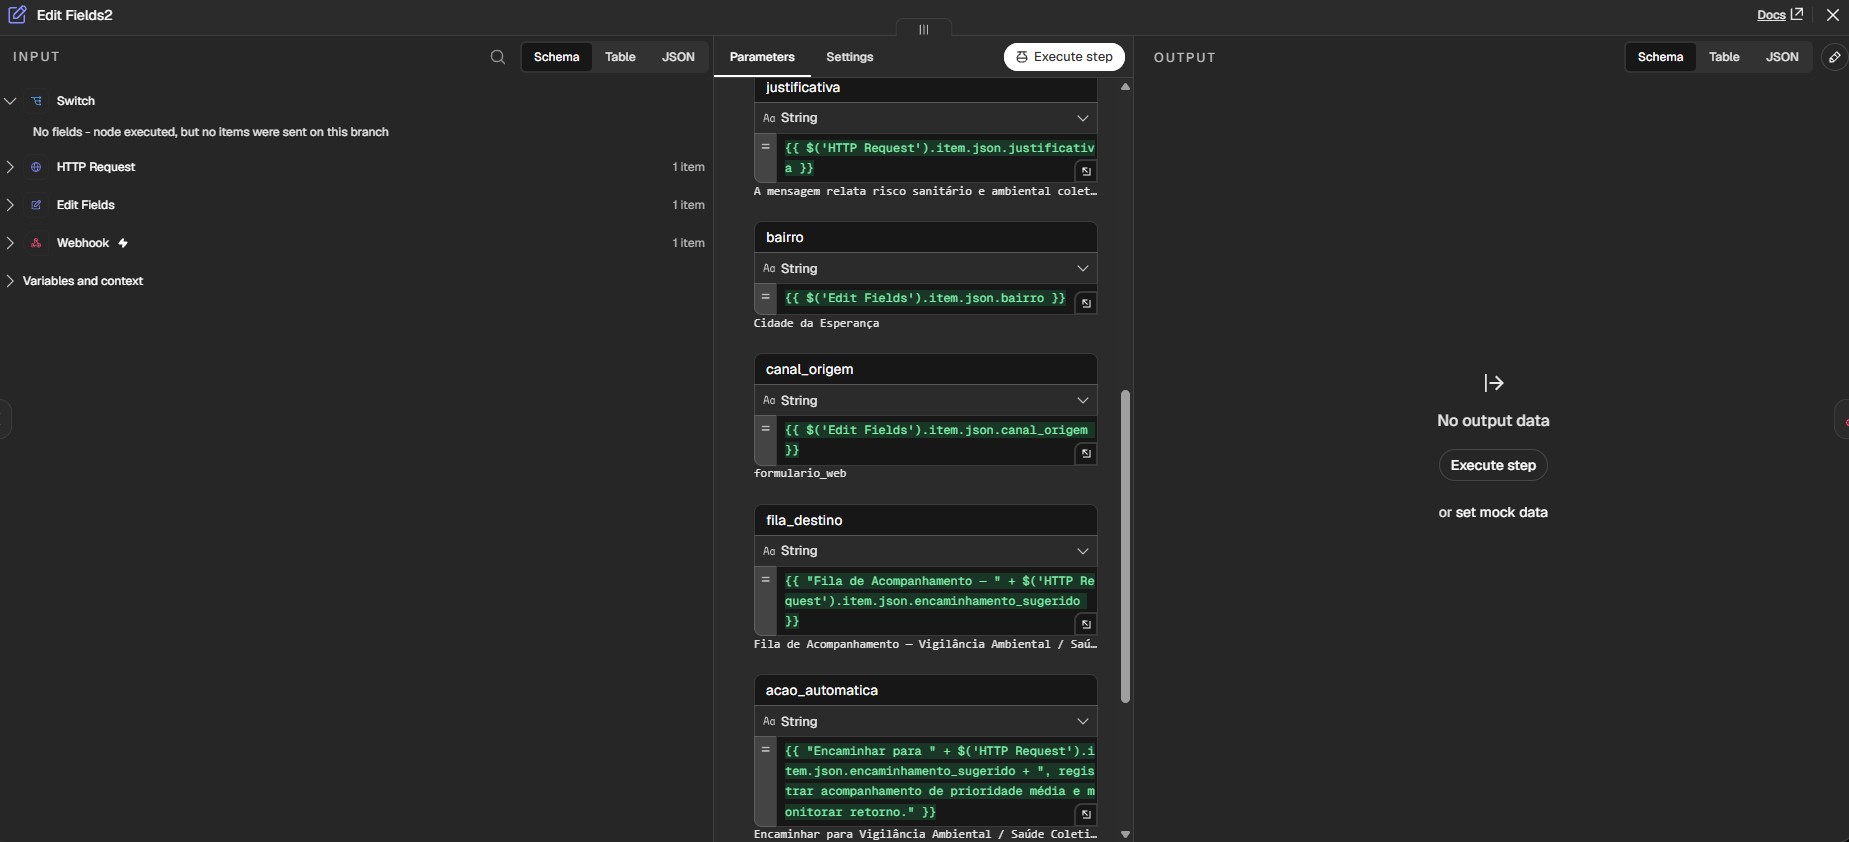 Edit Fields2
Docs
INPUT
Schema
Table
JSON
Switch
No fields - node executed, but no items were sent on this branch
HTTP Request
1 item
Edit Fields
1 item
Webhook
1 item
Variables and context
Parameters
Settings
Execute step
justificativa
Aa String
=
{{ $('HTTP Request').item.json.justificativ
a }}
A mensagem relata risco sanitário e ambiental colet…
bairro
Aa String
=
{{ $('Edit Fields').item.json.bairro }}
Cidade da Esperança
canal_origem
Aa String
=
{{ $('Edit Fields').item.json.canal_origem
}}
formulario_web
fila_destino
Aa String
=
{{ "Fila de Acompanhamento – " + $('HTTP Re
quest').item.json.encaminhamento_sugerido
}}
Fila de Acompanhamento – Vigilância Ambiental / Saú…
acao_automatica
Aa String
=
{{ "Encaminhar para " + $('HTTP Request').i
tem.json.encaminhamento_sugerido + ", regis
trar acompanhamento de prioridade média e m
onitorar retorno." }}
Encaminhar para Vigilância Ambiental / Saúde Coleti…
OUTPUT
Schema
Table
JSON
No output data
Execute step
or set mock data